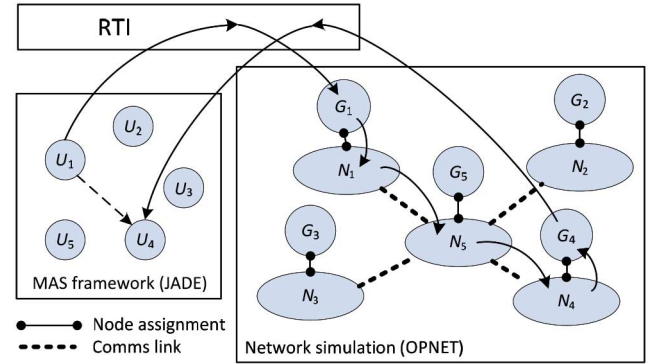 RTI
G1
G2
U2
U1
N1
G5
N2
U3
G3
G4
U5
U4
N5
MAS framework (JADE)
N3
N4
Node assignment
Comms link
Network simulation (OPNET)